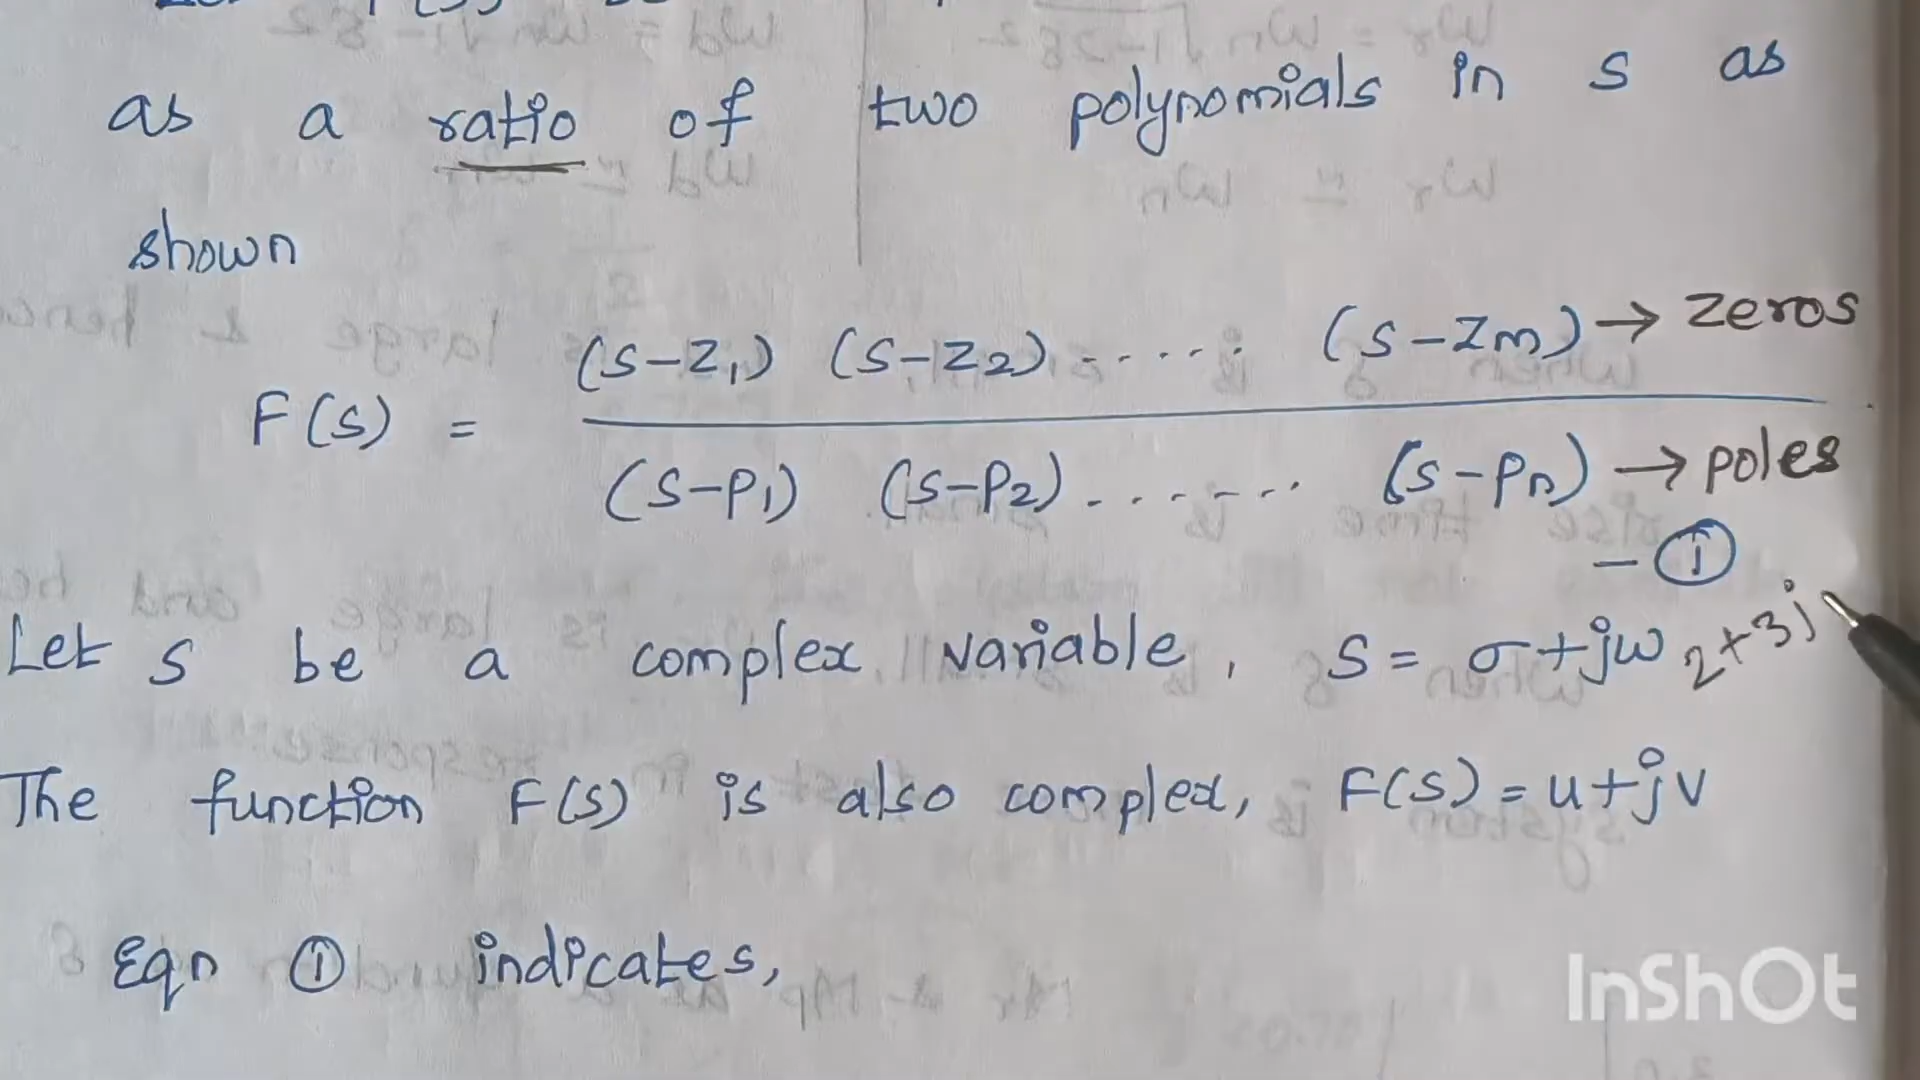 as a ratio of two polynomials in s as
shown
F(s) = (s-z₁) (s-z₂)...... (s-zm) → zeros
(s-p₁) (s-p₂)....... (s-pn) → poles
- ①
Let s be a complex variable, s = σ+jω 2+3j
The function F(s) is also complex, F(s) = u+jv
Eqn ① indicates,
InShOt